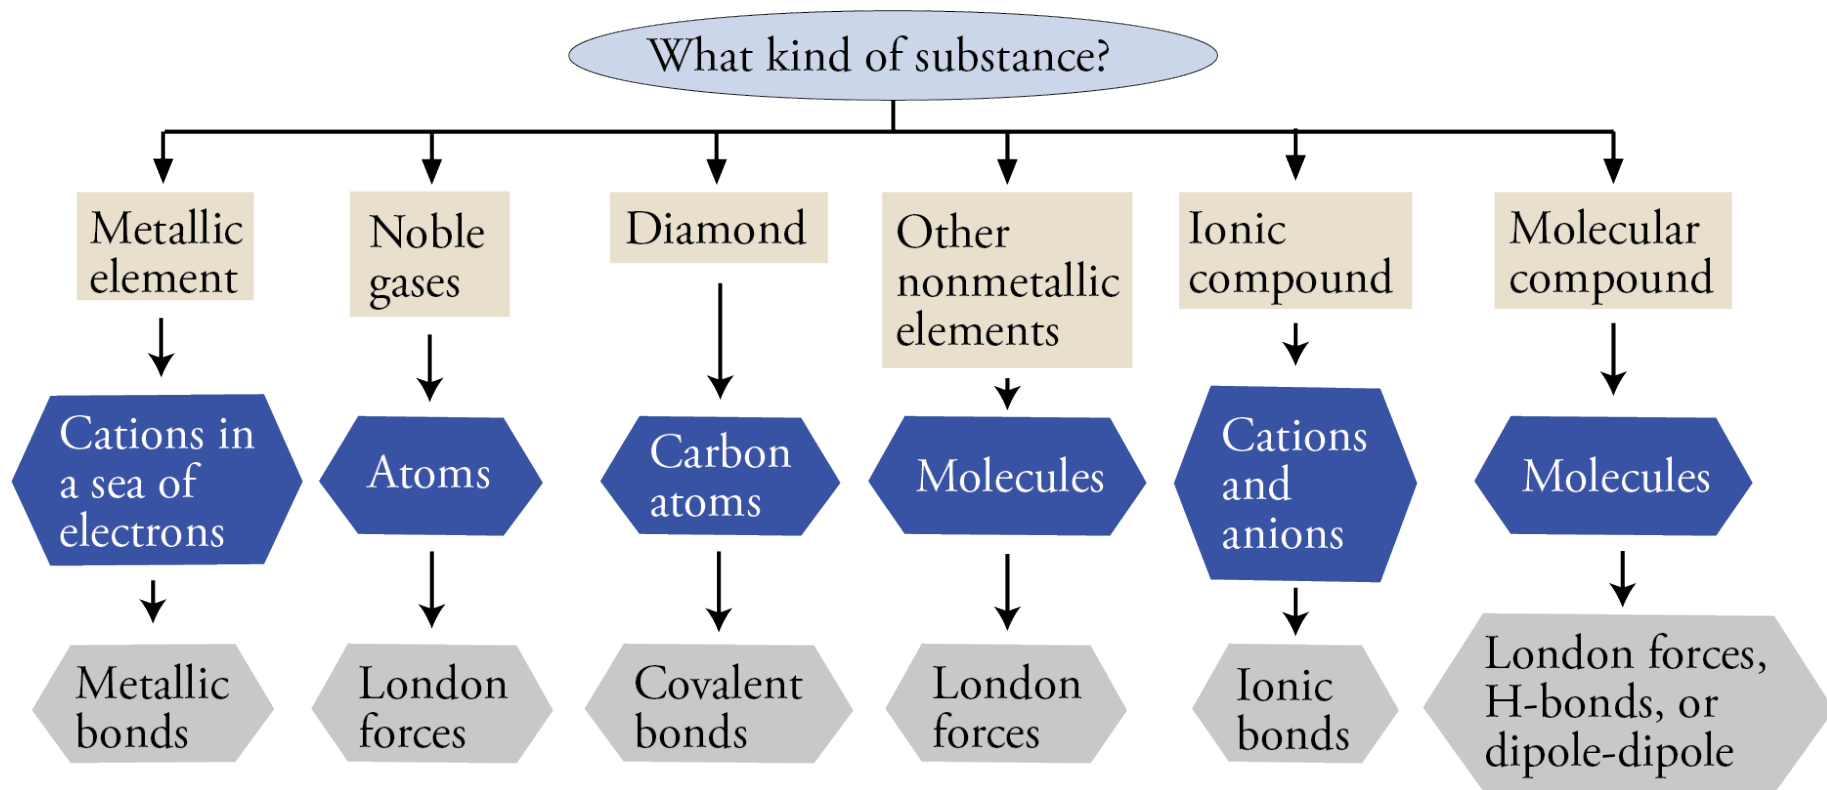 What kind of substance?
Metallic
element
Noble
gases
Diamond
Other
nonmetallic
elements
Ionic
compound
Molecular
compound
Cations in
a sea of
electrons
Atoms
Carbon
atoms
Molecules
Cations
and
anions
Molecules
Metallic
bonds
London
forces
Covalent
bonds
London
forces
Ionic
bonds
London forces,
H-bonds, or
dipole-dipole